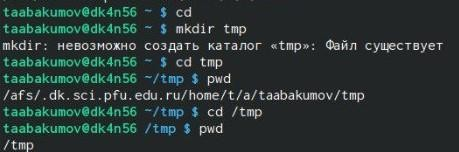 taabakumov@dk4n56 ~ $ cd
taabakumov@dk4n56 ~ $ mkdir tmp
mkdir: невозможно создать каталог «tmp»: Файл существует
taabakumov@dk4n56 ~ $ cd tmp
taabakumov@dk4n56 ~/tmp $ pwd
/afs/.dk.sci.pfu.edu.ru/home/t/a/taabakumov/tmp
taabakumov@dk4n56 ~/tmp $ cd /tmp
taabakumov@dk4n56 /tmp $ pwd
/tmp